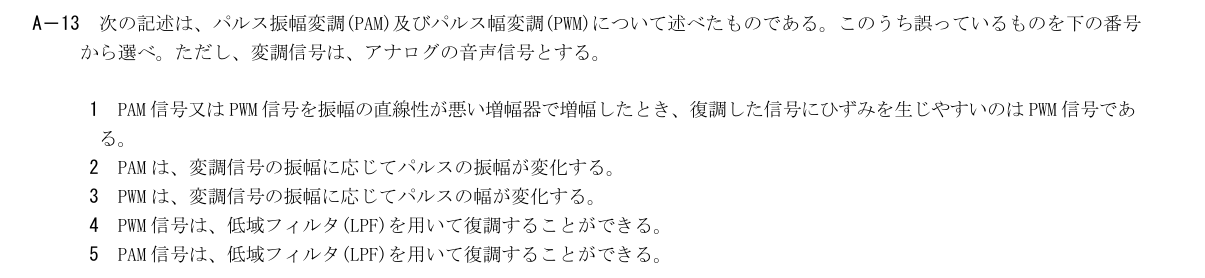 A－13 次の記述は、パルス振幅変調(PAM)及びパルス幅変調(PWM)について述べたものである。このうち誤っているものを下の番号
から選べ。ただし、変調信号は、アナログの音声信号とする。
1 PAM 信号又は PWM 信号を振幅の直線性が悪い増幅器で増幅したとき、復調した信号にひずみを生じやすいのは PWM 信号であ
る。
2 PAM は、変調信号の振幅に応じてパルスの振幅が変化する。
3 PWM は、変調信号の振幅に応じてパルスの幅が変化する。
4 PWM 信号は、低域フィルタ(LPF)を用いて復調することができる。
5 PAM 信号は、低域フィルタ(LPF)を用いて復調することができる。